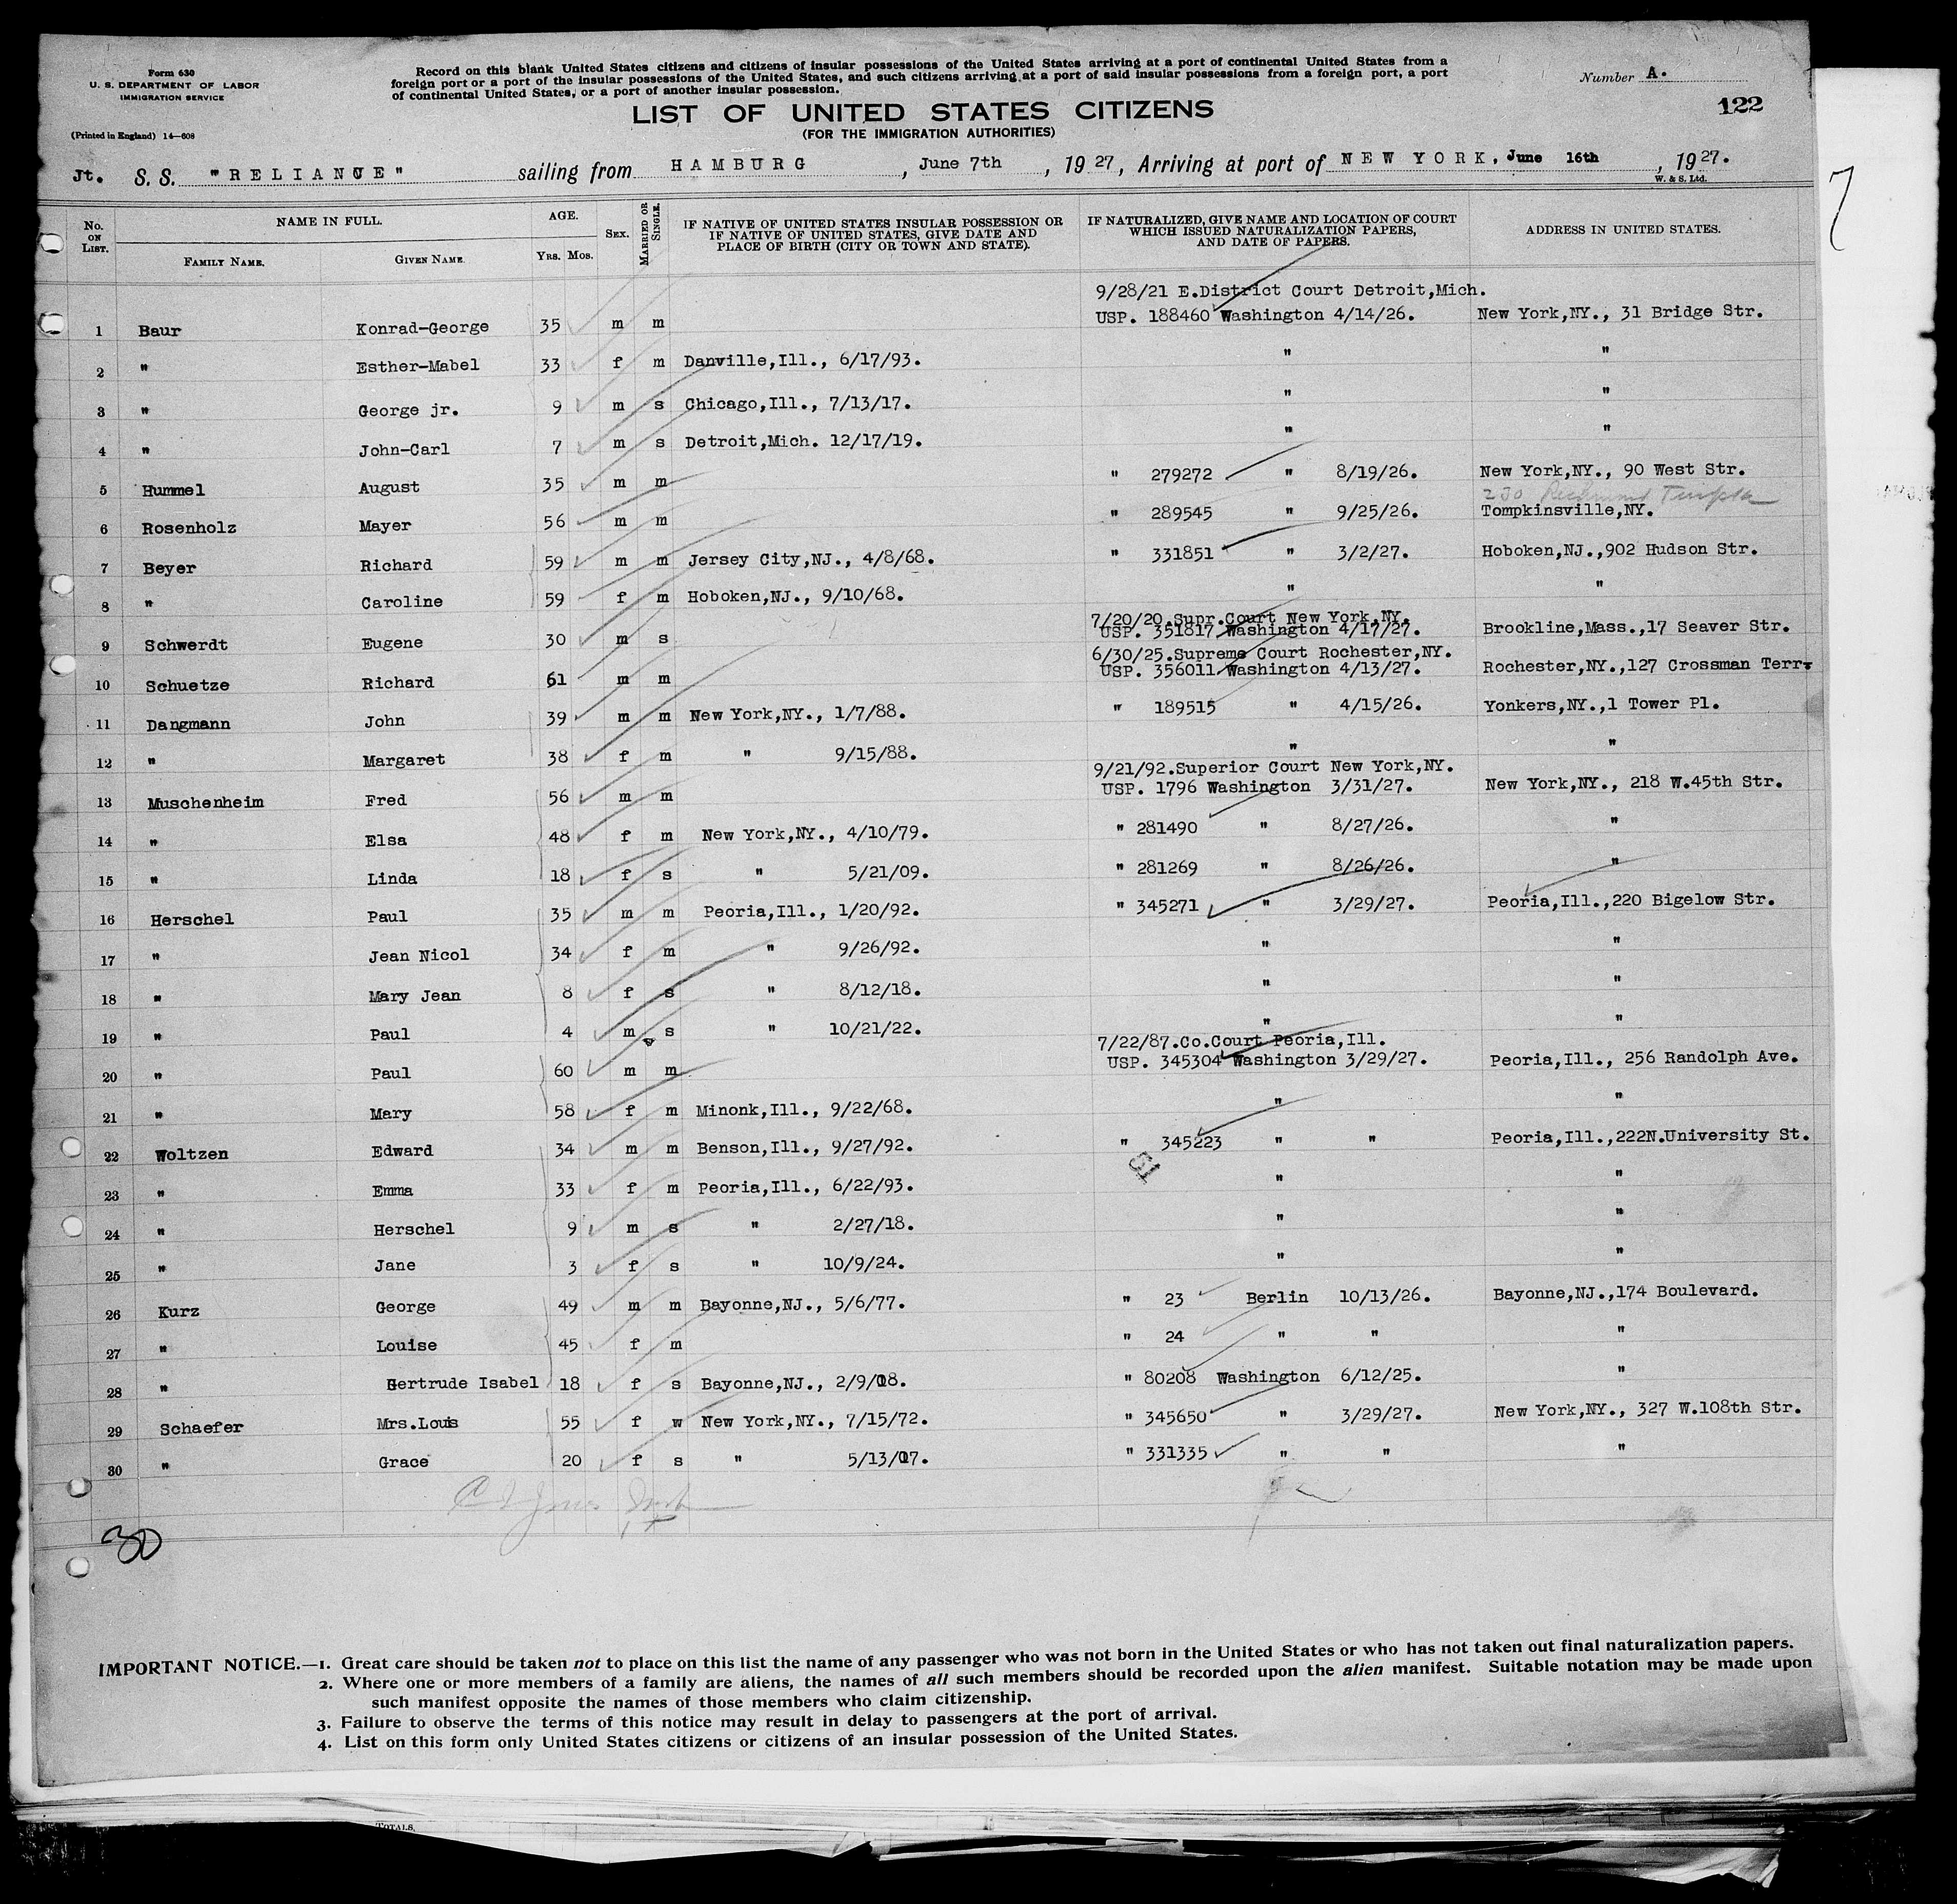 Form 630
U. S. DEPARTMENT OF LABOR
IMMIGRATION SERVICE
(Printed in England) 14—608
Record on this blank United States citizens and citizens of insular possessions of the United States arriving at a port of continental United States from a
foreign port or a port of the insular possessions of the United States, and such citizens arriving at a port of said insular possessions from a foreign port, a port
of continental United States, or a port of another insular possession.
Number A.
122
LIST OF UNITED STATES CITIZENS
(FOR THE IMMIGRATION AUTHORITIES)
Jt. S. S. "RELIANCE" sailing from HAMBURG, June 7th, 1927, Arriving at port of NEW YORK, June 16th, 1927.
W. & S. Ltd.
No. ON LIST. NAME IN FULL. FAMILY NAME. GIVEN NAME. AGE. YRS. MOS. SEX. MARRIED OR SINGLE. IF NATIVE OF UNITED STATES INSULAR POSSESSION OR IF NATIVE OF UNITED STATES, GIVE DATE AND PLACE OF BIRTH (CITY OR TOWN AND STATE). IF NATURALIZED, GIVE NAME AND LOCATION OF COURT WHICH ISSUED NATURALIZATION PAPERS, AND DATE OF PAPERS. ADDRESS IN UNITED STATES.
9/28/21 E.District Court Detroit,Mich.
1 Baur Konrad-George 35 m m USP. 188460 Washington 4/14/26. New York,NY., 31 Bridge Str.
2 " Esther-Mabel 33 f m Danville,Ill., 6/17/93. " "
3 " George jr. 9 m s Chicago,Ill., 7/13/17. " "
4 " John-Carl 7 m s Detroit,Mich. 12/17/19. " "
5 Hummel August 35 m m " 279272 " 8/19/26. New York,NY., 90 West Str.
6 Rosenholz Mayer 56 m m " 289545 " 9/25/26. Tompkinsville,NY.
7 Beyer Richard 59 m m Jersey City,NJ., 4/8/68. " 331851 " 3/2/27. Hoboken,NJ.,902 Hudson Str.
8 " Caroline 59 f m Hoboken,NJ., 9/10/68. " "
7/20/20.Supr.Court New York,NY.
9 Schwerdt Eugene 30 m s USP. 351817 Washington 4/17/27. Brookline,Mass.,17 Seaver Str.
6/30/25.Supreme Court Rochester,NY.
10 Schuetze Richard 61 m m USP. 356011 Washington 4/13/27. Rochester,NY.,127 Crossman Terr.
11 Dangmann John 39 m m New York,NY., 1/7/88. " 189515 " 4/15/26. Yonkers,NY.,1 Tower Pl.
12 " Margaret 38 f m " 9/15/88. " "
9/21/92.Superior Court New York,NY.
13 Muschenheim Fred 56 m m USP. 1796 Washington 3/31/27. New York,NY., 218 W.45th Str.
14 " Elsa 48 f m New York,NY., 4/10/79. " 281490 " 8/27/26. "
15 " Linda 18 f s " 5/21/09. " 281269 " 8/26/26. "
16 Herschel Paul 35 m m Peoria,Ill., 1/20/92. " 345271 " 3/29/27. Peoria,Ill.,220 Bigelow Str.
17 " Jean Nicol 34 f m " 9/26/92. " "
18 " Mary Jean 8 f s " 8/12/18. " "
19 " Paul 4 m s " 10/21/22. " "
7/22/87.Co.Court Peoria,Ill.
20 " Paul 60 m m USP. 345304 Washington 3/29/27. Peoria,Ill., 256 Randolph Ave.
21 " Mary 58 f m Minonk,Ill., 9/22/68. " "
22 Woltzen Edward 34 m m Benson,Ill., 9/27/92. " 345223 " " Peoria,Ill.,222N.University St.
51
23 " Emma 33 f m Peoria,Ill., 6/22/93. " "
24 " Herschel 9 m s " 2/27/18. " "
25 " Jane 3 f s " 10/9/24. " "
26 Kurz George 49 m m Bayonne,NJ., 5/6/77. " 23 Berlin 10/13/26. Bayonne,NJ.,174 Boulevard.
27 " Louise 45 f m " 24 " " "
28 " Gertrude Isabel 18 f s Bayonne,NJ., 2/9/08. " 80208 Washington 6/12/25. "
29 Schaefer Mrs.Louis 55 f w New York,NY., 7/15/72. " 345650 " 3/29/27. New York,NY., 327 W.108th Str.
30 " Grace 20 f s " 5/13/07. " 331335 " " "
30
IMPORTANT NOTICE.—1. Great care should be taken not to place on this list the name of any passenger who was not born in the United States or who has not taken out final naturalization papers.
2. Where one or more members of a family are aliens, the names of all such members should be recorded upon the alien manifest. Suitable notation may be made upon
such manifest opposite the names of those members who claim citizenship.
3. Failure to observe the terms of this notice may result in delay to passengers at the port of arrival.
4. List on this form only United States citizens or citizens of an insular possession of the United States.
TOTALS.